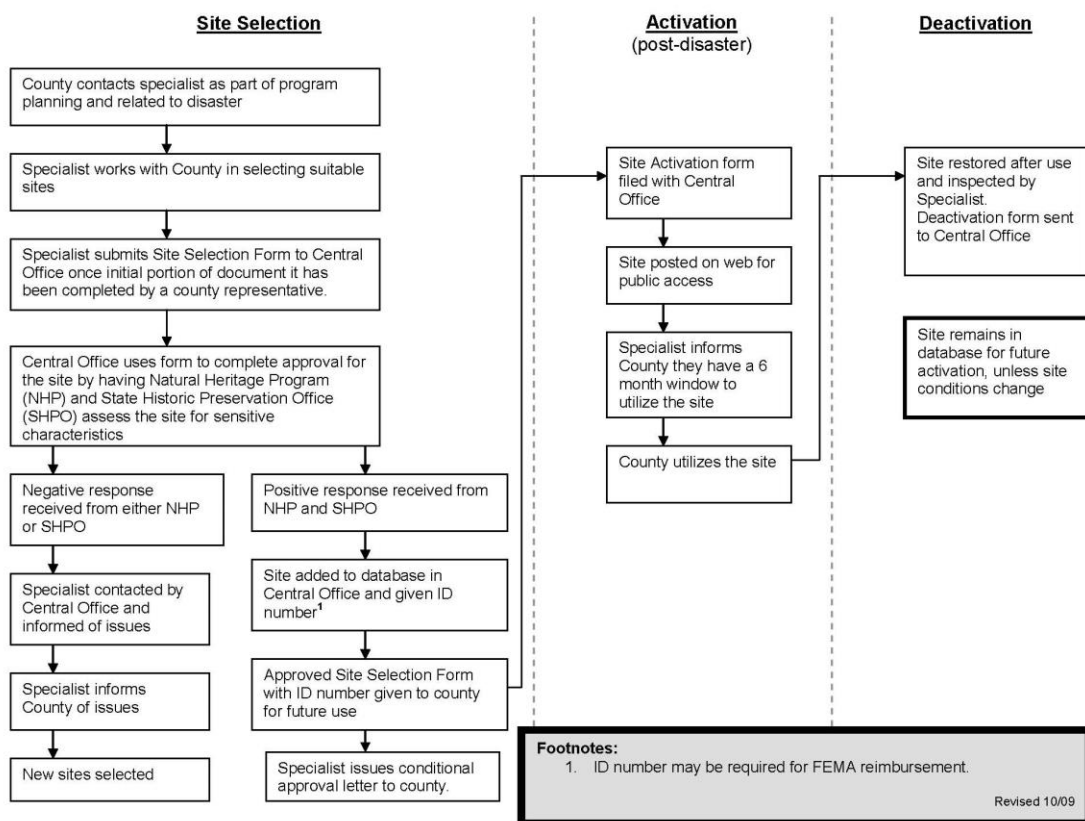 Site Selection
County contacts specialist as part of program
planning and related to disaster
Specialist works with County in selecting suitable
sites
Specialist submits Site Selection Form to Central
Office once initial portion of document it has
been completed by a county representative.
Central Office uses form to complete approval for
the site by having Natural Heritage Program
(NHP) and State Historic Preservation Office
(SHPO) assess the site for sensitive
characteristics
Negative response
received from either NHP
or SHPO
Specialist contacted by
Central Office and
informed of issues
Specialist informs
County of issues
New sites selected
Positive response received from
NHP and SHPO
Site added to database in
Central Office and given ID
number1
Approved Site Selection Form
with ID number given to county
for future use
Specialist issues conditional
approval letter to county.
Activation
(post-disaster)
Site Activation form
filed with Central
Office
Site posted on web for
public access
Specialist informs
County they have a 6
month window to
utilize the site
County utilizes the site
Deactivation
Site restored after use
and inspected by
Specialist.
Deactivation form sent
to Central Office
Site remains in
database for future
activation, unless site
conditions change
Footnotes:
1. ID number may be required for FEMA reimbursement.
Revised 10/09